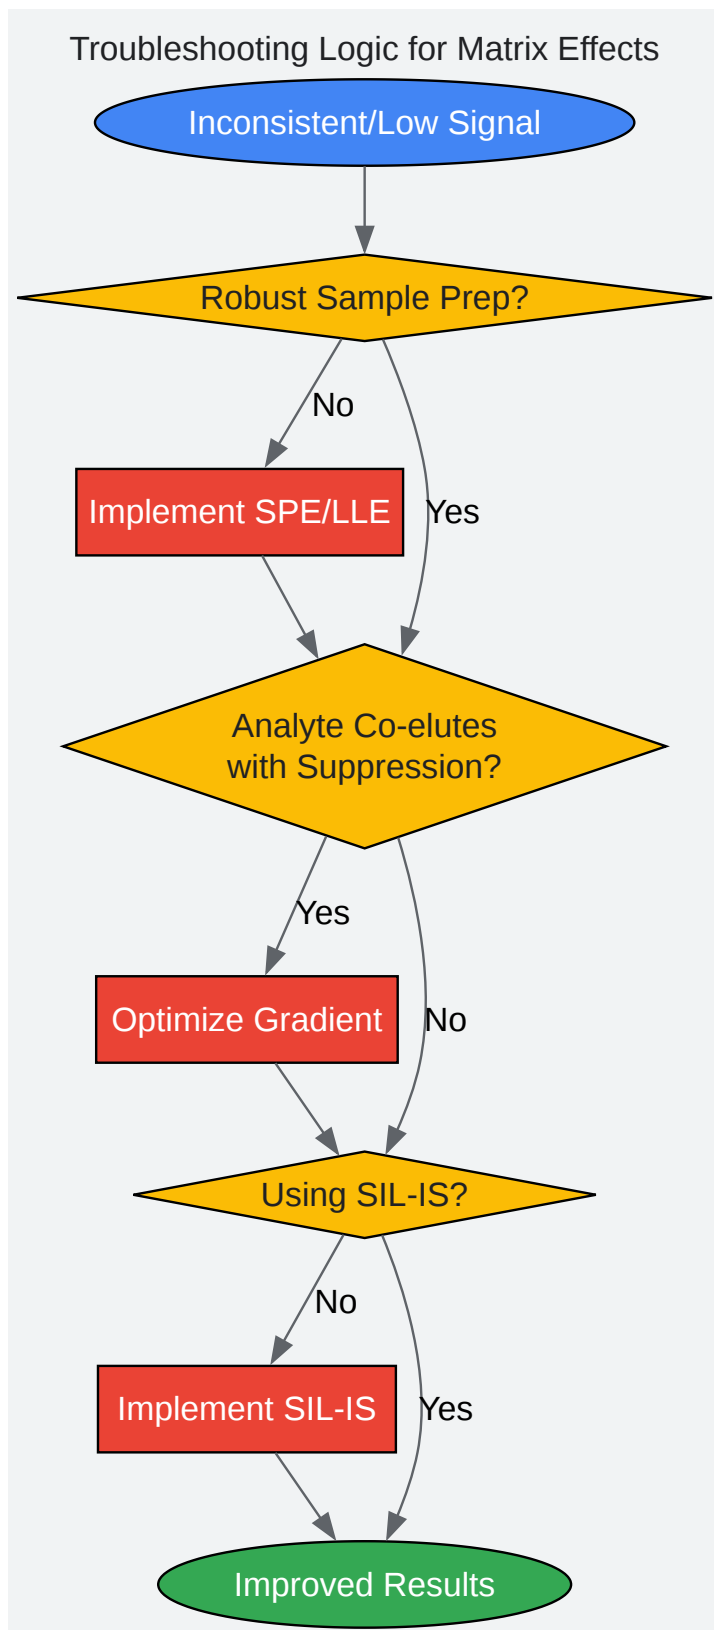 Troubleshooting Logic for Matrix Effects
Inconsistent/Low Signal
Robust Sample Prep?
No
Implement SPE/LLE
Yes
Analyte Co-elutes
with Suppression?
Yes
Optimize Gradient
No
Using SIL-IS?
No
Implement SIL-IS
Yes
Improved Results